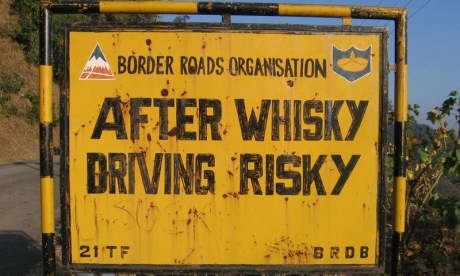 BORDER ROADS ORGANISATION
AFTER WHISKY
DRIVING RISKY
21 TF BRDB